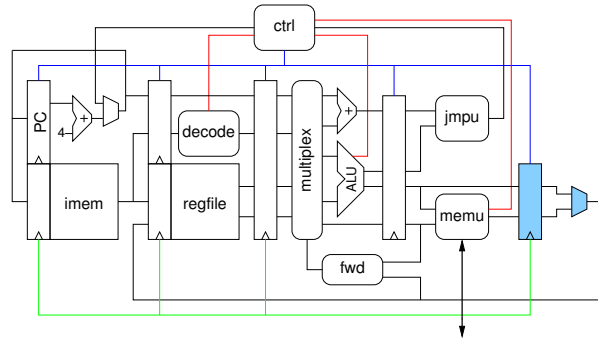 ctrl
PC
4
+
decode
multiplex
+
ALU
jmpu
imem
regfile
memu
fwd